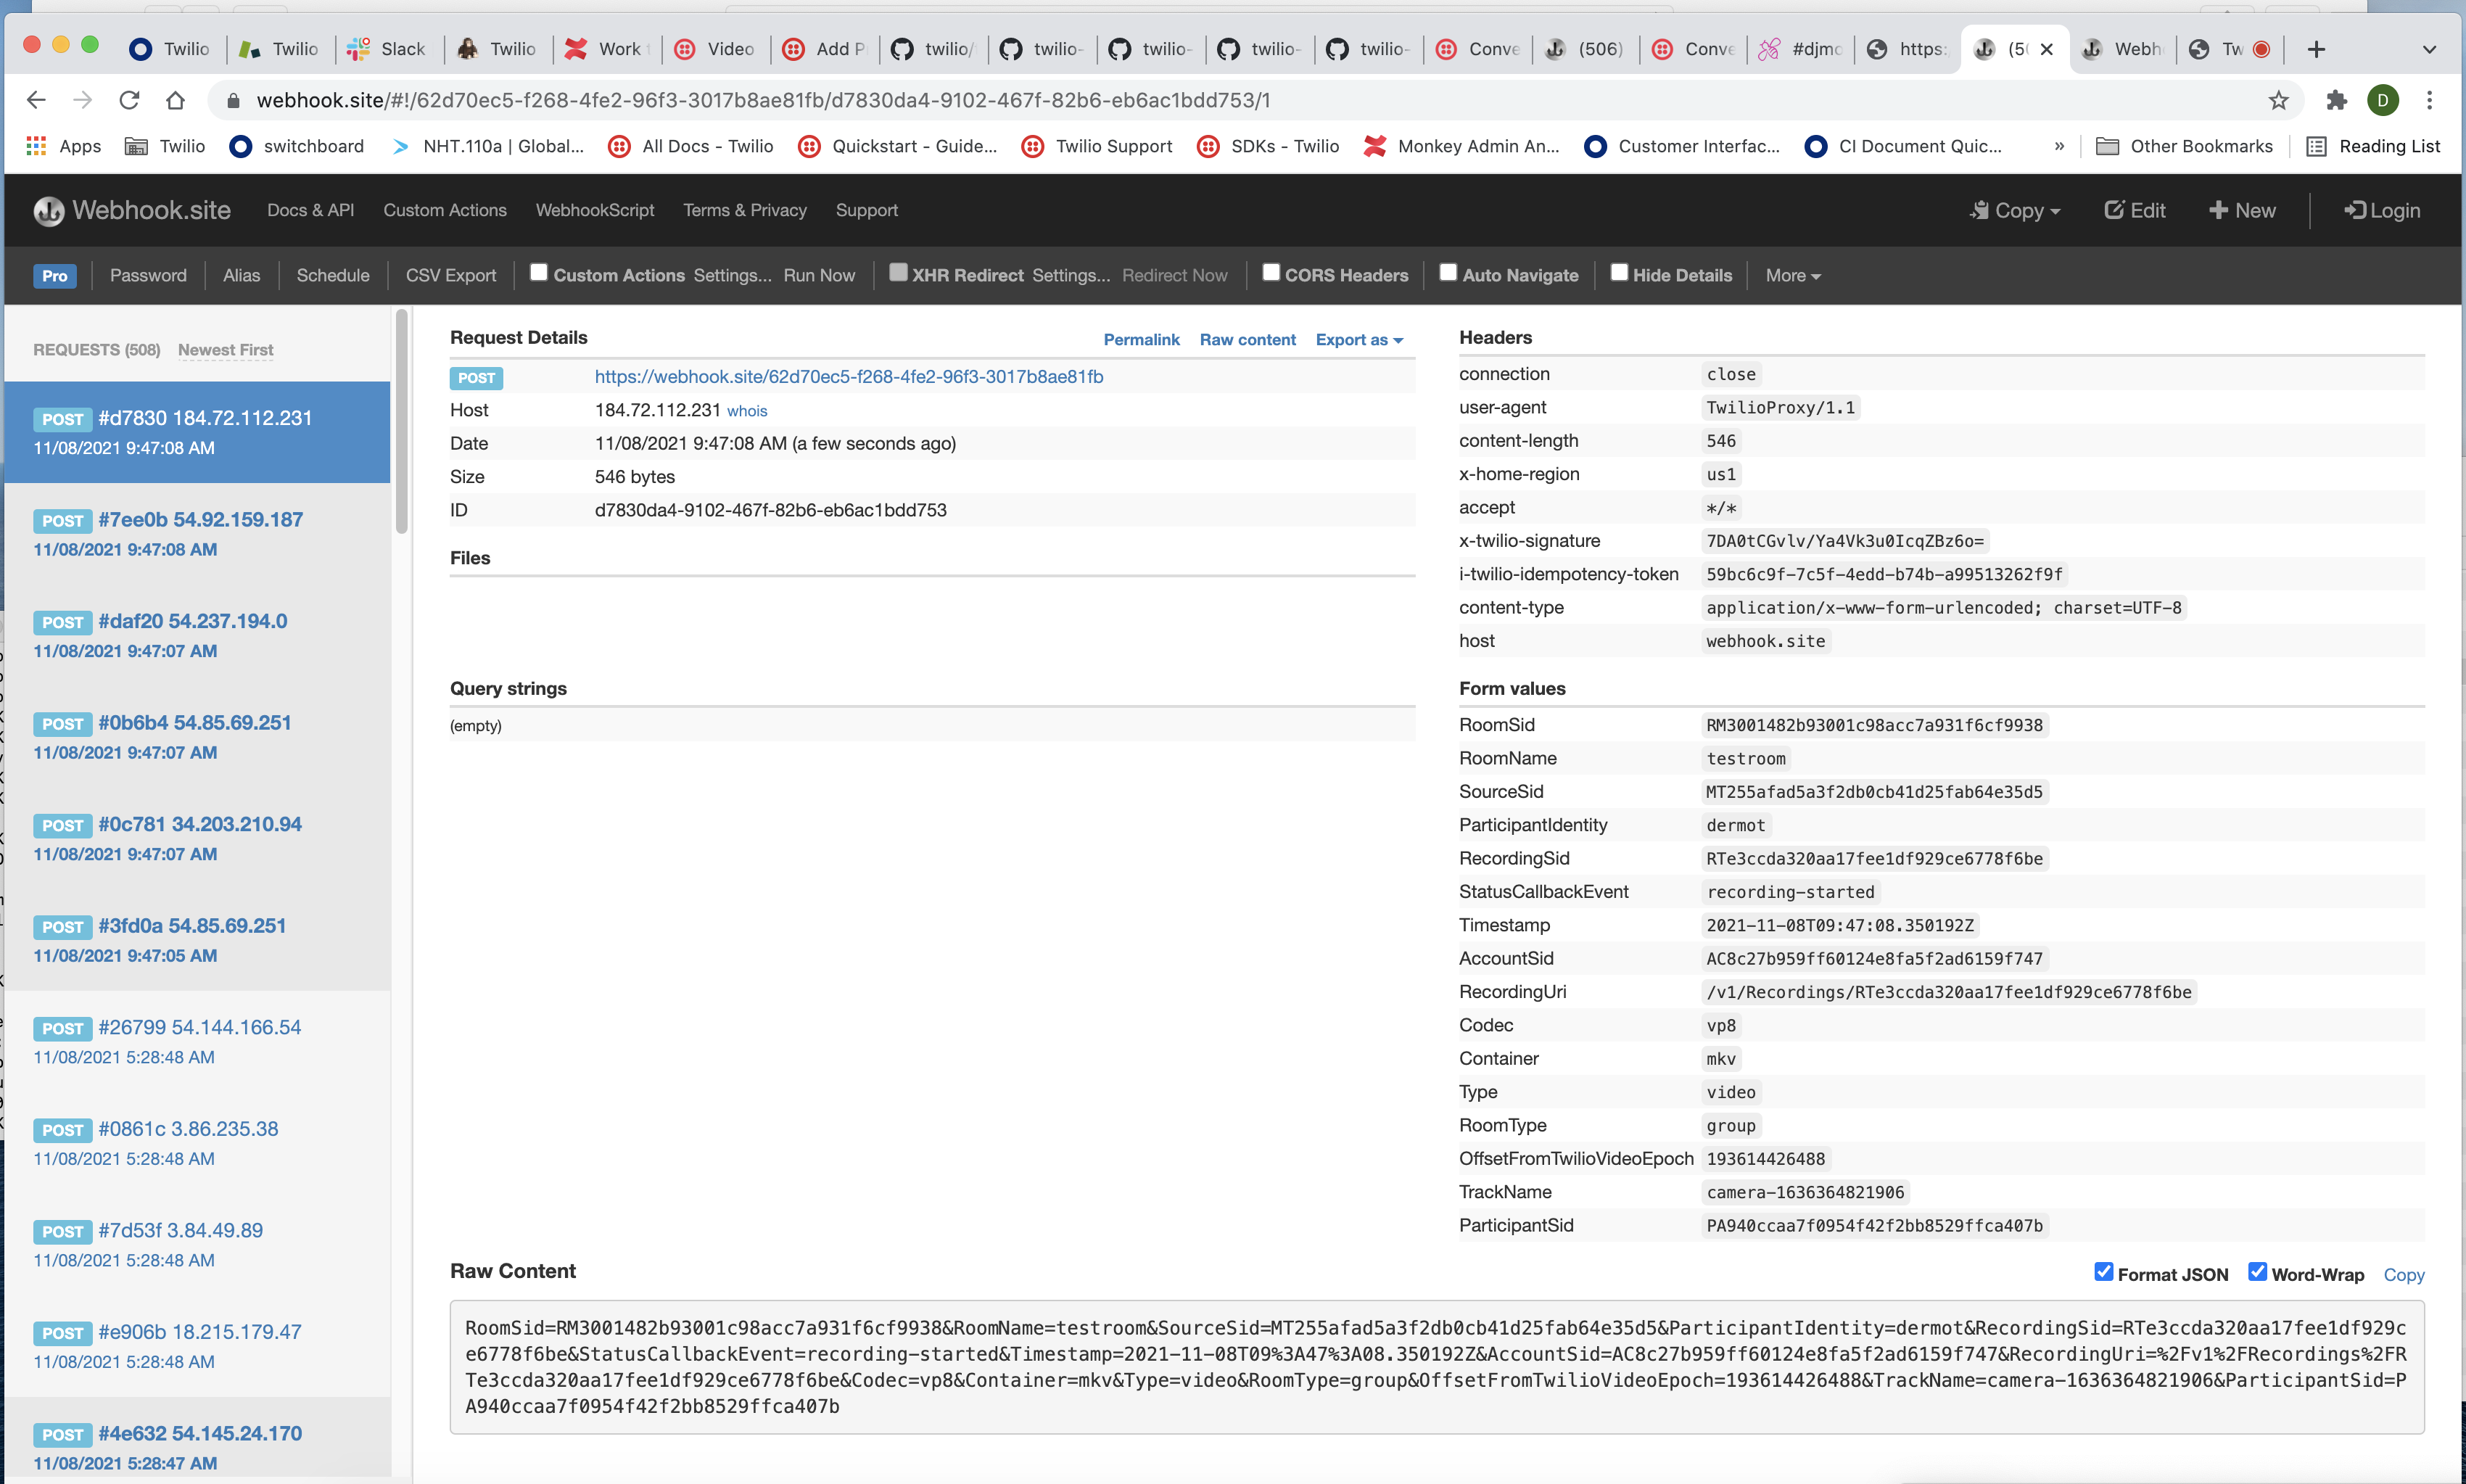 Twilio
Twilio
Slack
Twilio
Work
Video
Add P
twilio/
twilio-
twilio-
twilio-
twilio-
Conve
(506)
Conve
#djmc
https:
(50
Webh
Tw
webhook.site/#!/62d70ec5-f268-4fe2-96f3-3017b8ae81fb/d7830da4-9102-467f-82b6-eb6ac1bdd753/1
D
Apps
Twilio
switchboard
NHT.110a | Global...
All Docs - Twilio
Quickstart - Guide...
Twilio Support
SDKs - Twilio
Monkey Admin An...
Customer Interfac...
CI Document Quic...
»
Other Bookmarks
Reading List
Webhook.site
Docs & API
Custom Actions
WebhookScript
Terms & Privacy
Support
Copy
Edit
New
Login
Pro
Password
Alias
Schedule
CSV Export
Custom Actions Settings... Run Now
XHR Redirect Settings... Redirect Now
CORS Headers
Auto Navigate
Hide Details
More
REQUESTS (508) Newest First
POST #d7830 184.72.112.231
11/08/2021 9:47:08 AM
POST #7ee0b 54.92.159.187
11/08/2021 9:47:08 AM
POST #daf20 54.237.194.0
11/08/2021 9:47:07 AM
POST #0b6b4 54.85.69.251
11/08/2021 9:47:07 AM
POST #0c781 34.203.210.94
11/08/2021 9:47:07 AM
POST #3fd0a 54.85.69.251
11/08/2021 9:47:05 AM
POST #26799 54.144.166.54
11/08/2021 5:28:48 AM
POST #0861c 3.86.235.38
11/08/2021 5:28:48 AM
POST #7d53f 3.84.49.89
11/08/2021 5:28:48 AM
POST #e906b 18.215.179.47
11/08/2021 5:28:48 AM
POST #4e632 54.145.24.170
11/08/2021 5:28:47 AM
Request Details
Permalink Raw content Export as
POST https://webhook.site/62d70ec5-f268-4fe2-96f3-3017b8ae81fb
Host 184.72.112.231 whois
Date 11/08/2021 9:47:08 AM (a few seconds ago)
Size 546 bytes
ID d7830da4-9102-467f-82b6-eb6ac1bdd753
Files
Query strings
(empty)
Headers
connection close
user-agent TwilioProxy/1.1
content-length 546
x-home-region us1
accept */*
x-twilio-signature 7DA0tCGvlv/Ya4Vk3u0IcqZBz6o=
i-twilio-idempotency-token 59bc6c9f-7c5f-4edd-b74b-a99513262f9f
content-type application/x-www-form-urlencoded; charset=UTF-8
host webhook.site
Form values
RoomSid RM3001482b93001c98acc7a931f6cf9938
RoomName testroom
SourceSid MT255afad5a3f2db0cb41d25fab64e35d5
ParticipantIdentity dermot
RecordingSid RTe3ccda320aa17fee1df929ce6778f6be
StatusCallbackEvent recording-started
Timestamp 2021-11-08T09:47:08.350192Z
AccountSid AC8c27b959ff60124e8fa5f2ad6159f747
RecordingUri /v1/Recordings/RTe3ccda320aa17fee1df929ce6778f6be
Codec vp8
Container mkv
Type video
RoomType group
OffsetFromTwilioVideoEpoch 193614426488
TrackName camera-1636364821906
ParticipantSid PA940ccaa7f0954f42f2bb8529ffca407b
Raw Content
Format JSON Word-Wrap Copy
RoomSid=RM3001482b93001c98acc7a931f6cf9938&RoomName=testroom&SourceSid=MT255afad5a3f2db0cb41d25fab64e35d5&ParticipantIdentity=dermot&RecordingSid=RTe3ccda320aa17fee1df929c
e6778f6be&StatusCallbackEvent=recording-started&Timestamp=2021-11-08T09%3A47%3A08.350192Z&AccountSid=AC8c27b959ff60124e8fa5f2ad6159f747&RecordingUri=%2Fv1%2FRecordings%2FR
Te3ccda320aa17fee1df929ce6778f6be&Codec=vp8&Container=mkv&Type=video&RoomType=group&OffsetFromTwilioVideoEpoch=193614426488&TrackName=camera-1636364821906&ParticipantSid=P
A940ccaa7f0954f42f2bb8529ffca407b